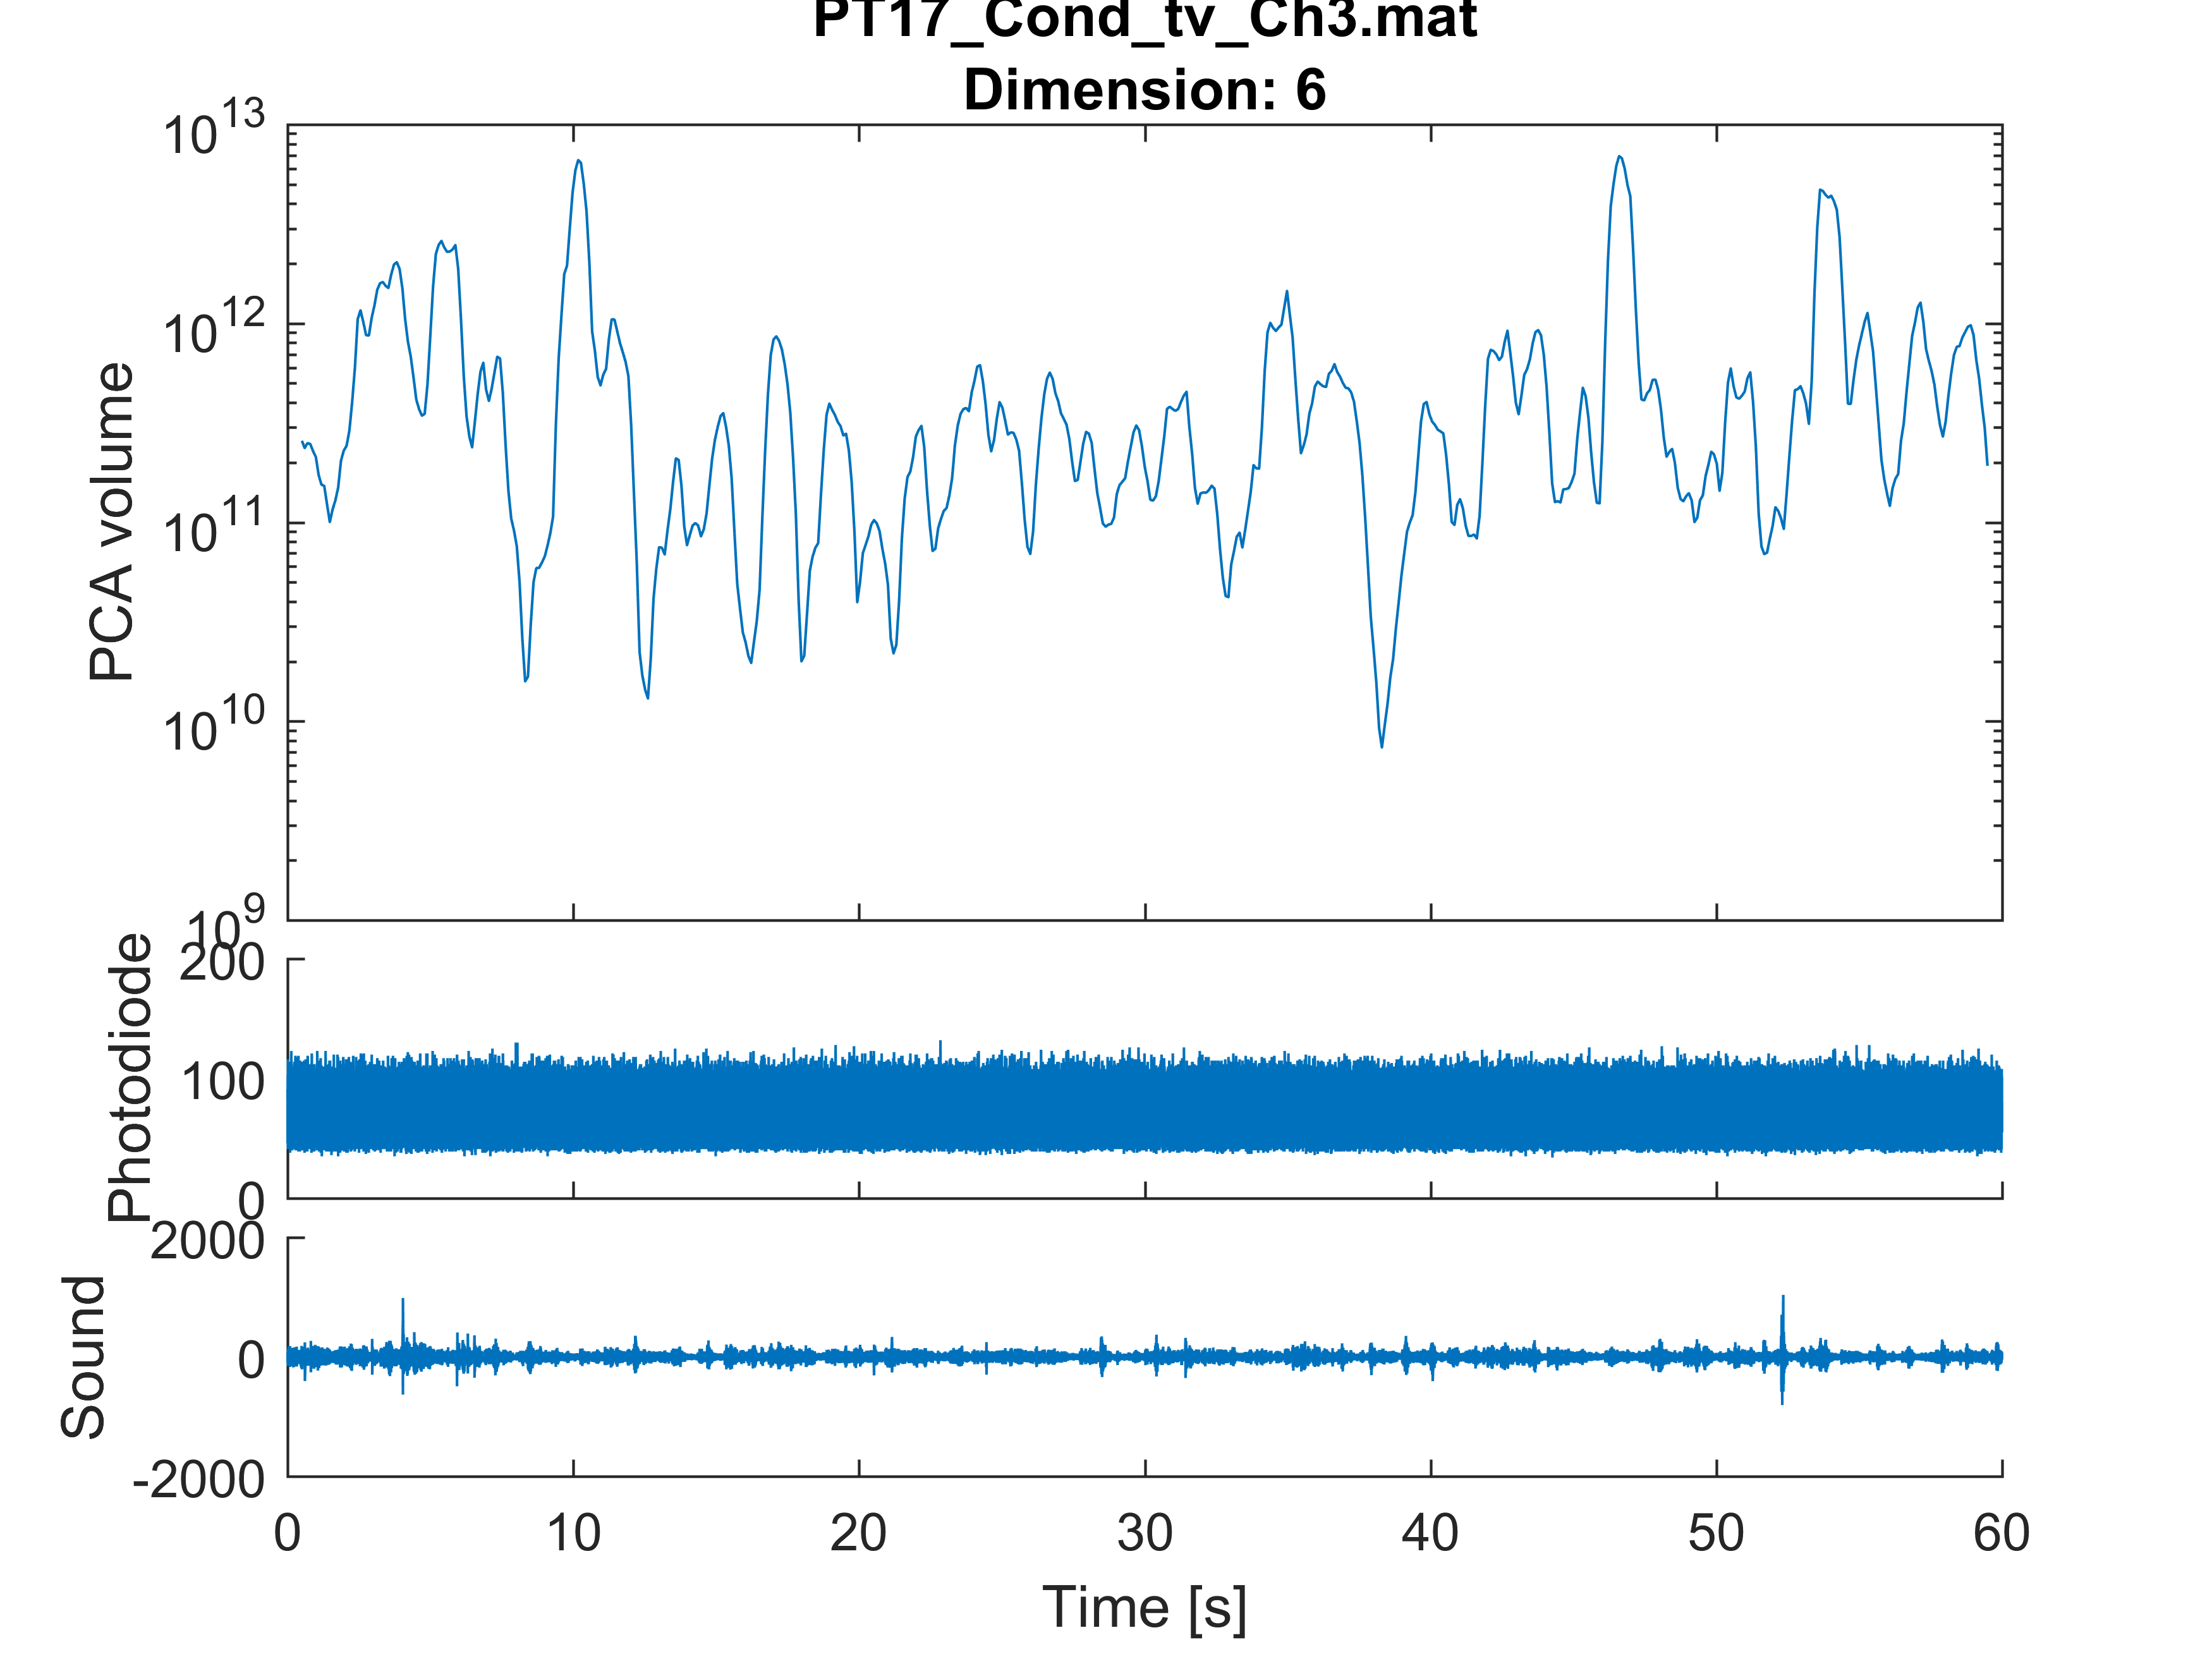 PT17_Cond_tv_Ch3.mat
Dimension: 6
10^13
10^12
10^11
10^10
10^9
PCA volume
200
100
0
Photodiode
2000
0
-2000
Sound
0 10 20 30 40 50 60
Time [s]